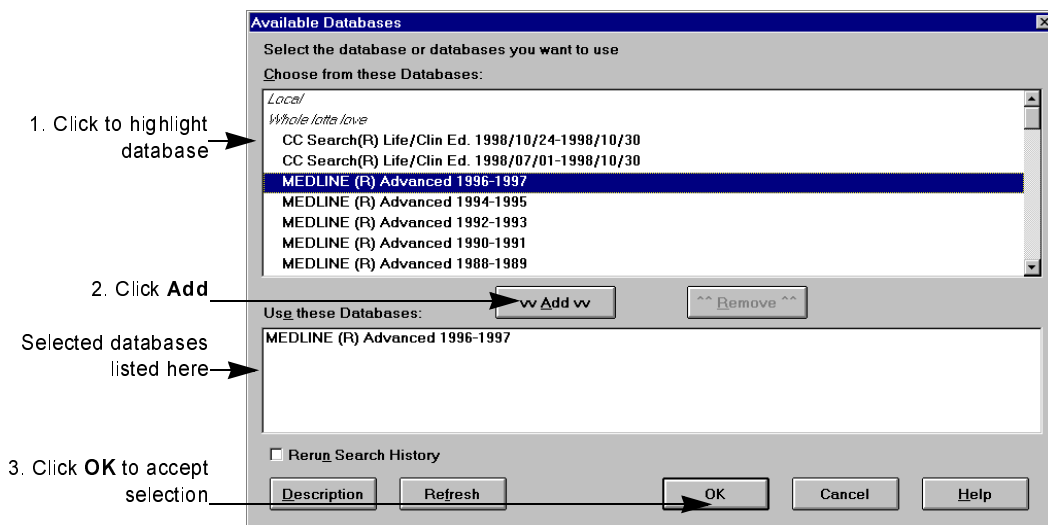 Available Databases
Select the database or databases you want to use
Choose from these Databases:
Local
Whole lotta love
1. Click to highlight
database
CC Search(R) Life/Clin Ed. 1998/10/24-1998/10/30
CC Search(R) Life/Clin Ed. 1998/07/01-1998/10/30
MEDLINE (R) Advanced 1996-1997
MEDLINE (R) Advanced 1994-1995
MEDLINE (R) Advanced 1992-1993
MEDLINE (R) Advanced 1990-1991
MEDLINE (R) Advanced 1988-1989
2. Click Add
vv Add vv
^^ Remove ^^
Use these Databases:
Selected databases
listed here
MEDLINE (R) Advanced 1996-1997
Rerun Search History
3. Click OK to accept
selection
Description
Refresh
OK
Cancel
Help